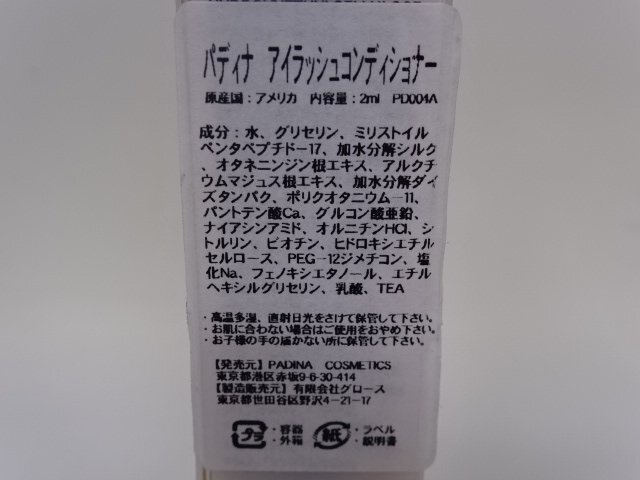 パディナ アイラッシュコンディショナー
原産国：アメリカ 内容量：2ml PD004A
成分：水、グリセリン、ミリストイル
ペンタペプチド-17、加水分解シルク
、オタネニンジン根エキス、アルクチ
ウムマジュス根エキス、加水分解ダイ
ズタンパク、ポリクオタニウム-11、
パントテン酸Ca、グルコン酸亜鉛、
ナイアシンアミド、オルニチンHCl、シ
トルリン、ビオチン、ヒドロキシエチル
セルロース、PEG-12ジメチコン、塩
化Na、フェノキシエタノール、エチル
ヘキシルグリセリン、乳酸、TEA
・高温多湿、直射日光をさけて保管して下さい。
・お肌に合わない場合はご使用をおやめ下さい。
・お子様の手の届かない所に保管して下さい。
【発売元】PADINA COSMETICS
東京都港区赤坂9-6-30-414
【製造販売元】有限会社グロース
東京都世田谷区野沢4-21-17
プラ ・容器 ・外箱 紙 ・ラベル ・説明書